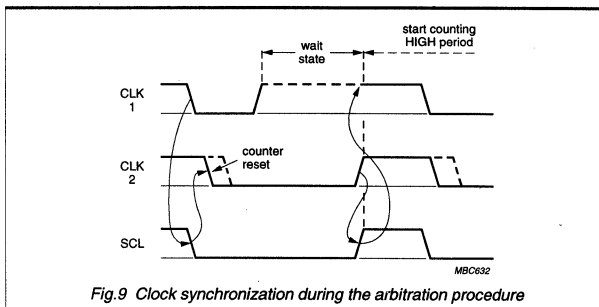 wait
state
start counting
HIGH period
CLK
1
counter
reset
CLK
2
SCL
MBC632
Fig.9 Clock synchronization during the arbitration procedure